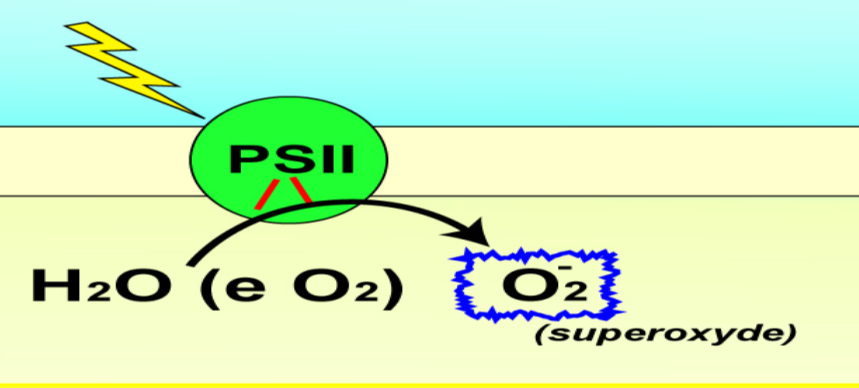 PSII
H₂O (e O₂) O₂⁻
(superoxyde)